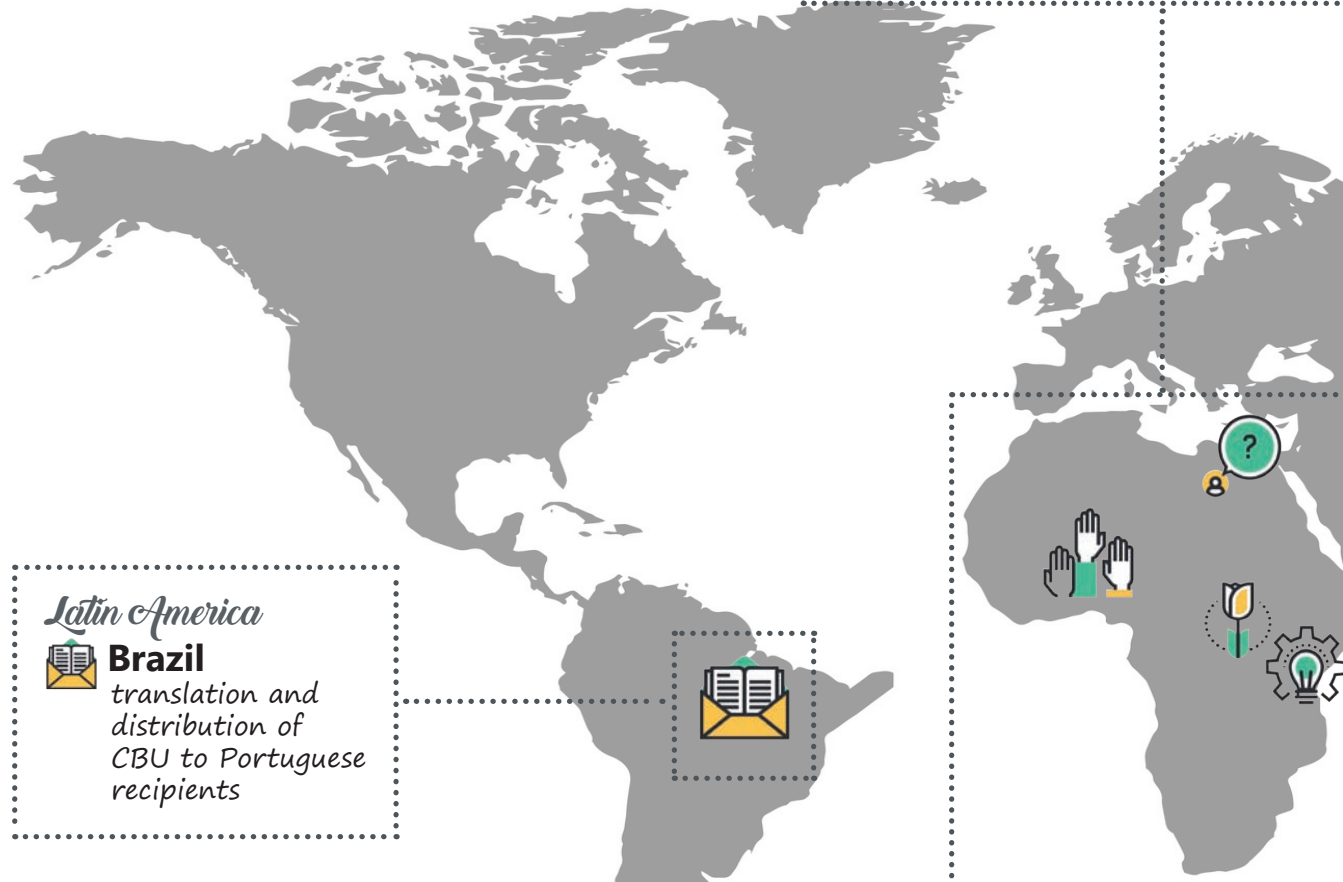 ?
Latin America
Brazil
translation and
distribution of
CBU to Portuguese
recipients